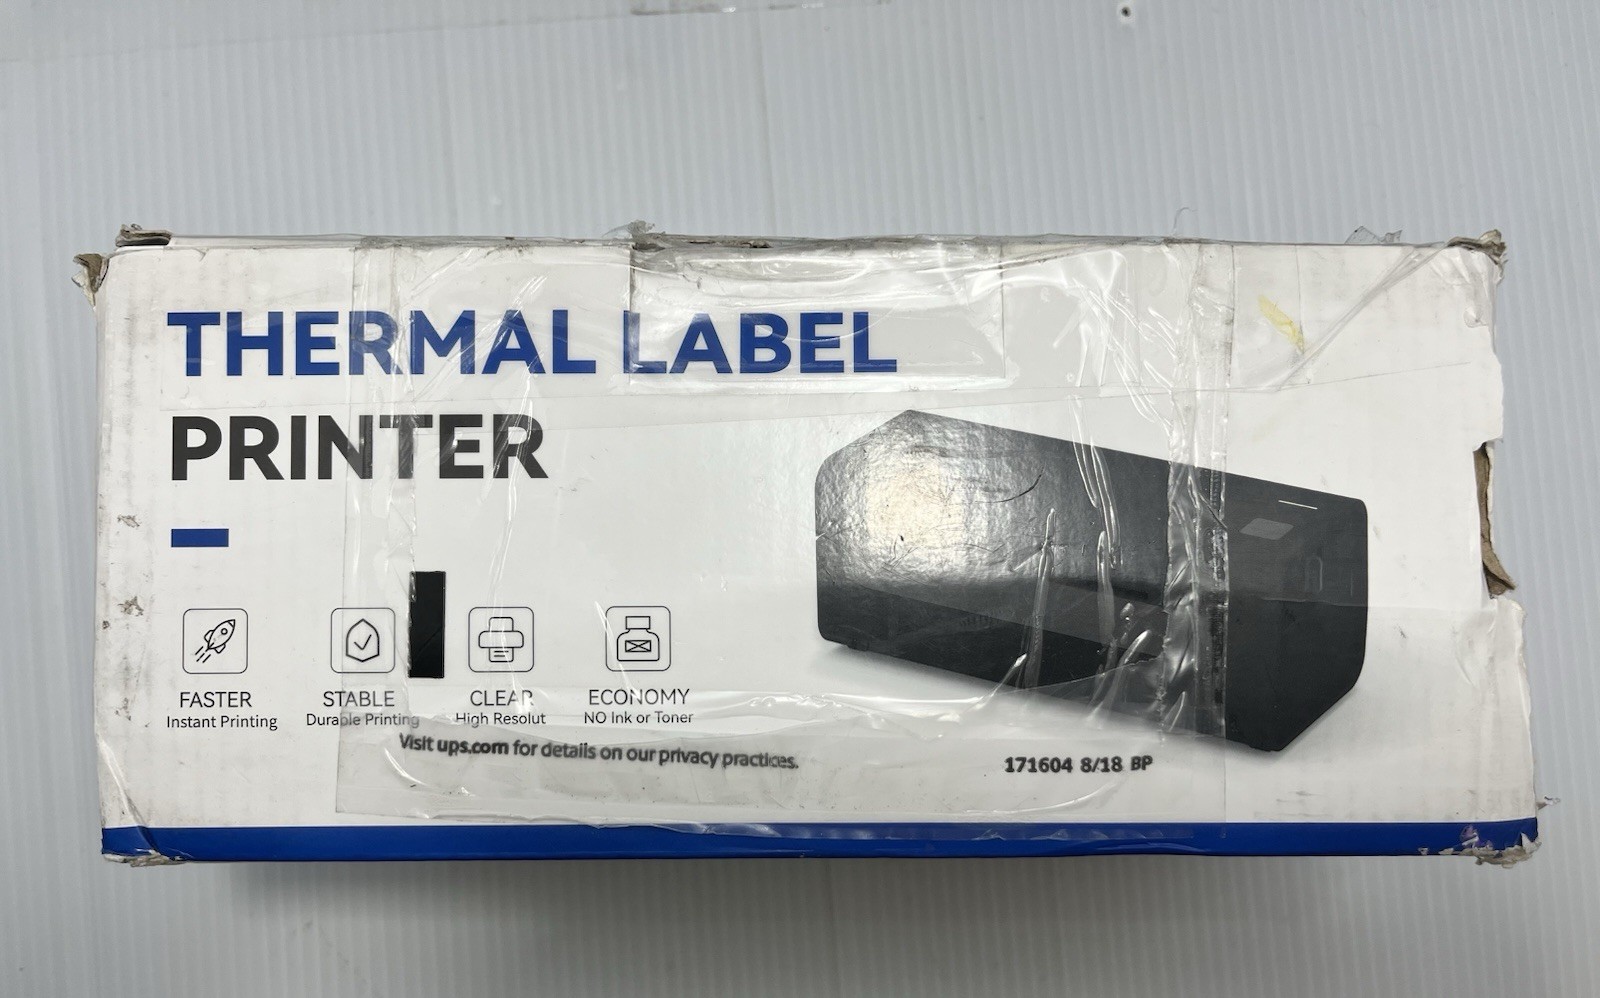 THERMAL LABEL
PRINTER
FASTER
Instant Printing
STABLE
Durable Printing
CLEAR
High Resolut
ECONOMY
NO Ink or Toner
Visit ups.com for details on our privacy practices.
171604 8/18 BP